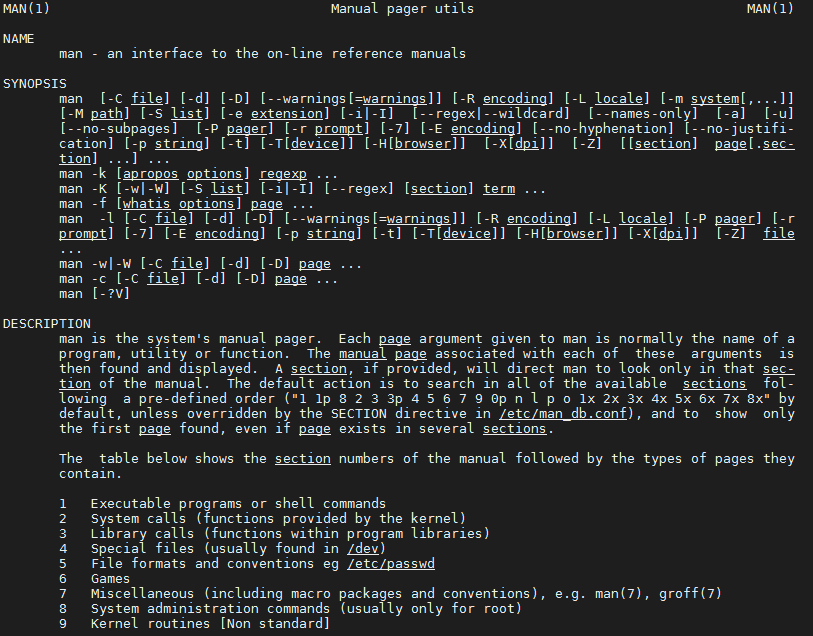 MAN(1) Manual pager utils MAN(1)
NAME
man - an interface to the on-line reference manuals
SYNOPSIS
man [-C file] [-d] [-D] [--warnings[=warnings]] [-R encoding] [-L locale] [-m system[,...]]
[-M path] [-S list] [-e extension] [-i|-I] [--regex|--wildcard] [--names-only] [-a] [-u]
[--no-subpages] [-P pager] [-r prompt] [-7] [-E encoding] [--no-hyphenation] [--no-justifi-
cation] [-p string] [-t] [-T[device]] [-H[browser]] [-X[dpi]] [-Z] [[section] page[.sec-
tion] ...] ...
man -k [apropos options] regexp ...
man -K [-w|-W] [-S list] [-i|-I] [--regex] [section] term ...
man -f [whatis options] page ...
man -l [-C file] [-d] [-D] [--warnings[=warnings]] [-R encoding] [-L locale] [-P pager] [-r
prompt] [-7] [-E encoding] [-p string] [-t] [-T[device]] [-H[browser]] [-X[dpi]] [-Z] file
...
man -w|-W [-C file] [-d] [-D] page ...
man -c [-C file] [-d] [-D] page ...
man [-?V]
DESCRIPTION
man is the system's manual pager. Each page argument given to man is normally the name of a
program, utility or function. The manual page associated with each of these arguments is
then found and displayed. A section, if provided, will direct man to look only in that sec-
tion of the manual. The default action is to search in all of the available sections fol-
lowing a pre-defined order ("1 1p 8 2 3 3p 4 5 6 7 9 0p n l p o 1x 2x 3x 4x 5x 6x 7x 8x" by
default, unless overridden by the SECTION directive in /etc/man_db.conf), and to show only
the first page found, even if page exists in several sections.
The table below shows the section numbers of the manual followed by the types of pages they
contain.
1 Executable programs or shell commands
2 System calls (functions provided by the kernel)
3 Library calls (functions within program libraries)
4 Special files (usually found in /dev)
5 File formats and conventions eg /etc/passwd
6 Games
7 Miscellaneous (including macro packages and conventions), e.g. man(7), groff(7)
8 System administration commands (usually only for root)
9 Kernel routines [Non standard]